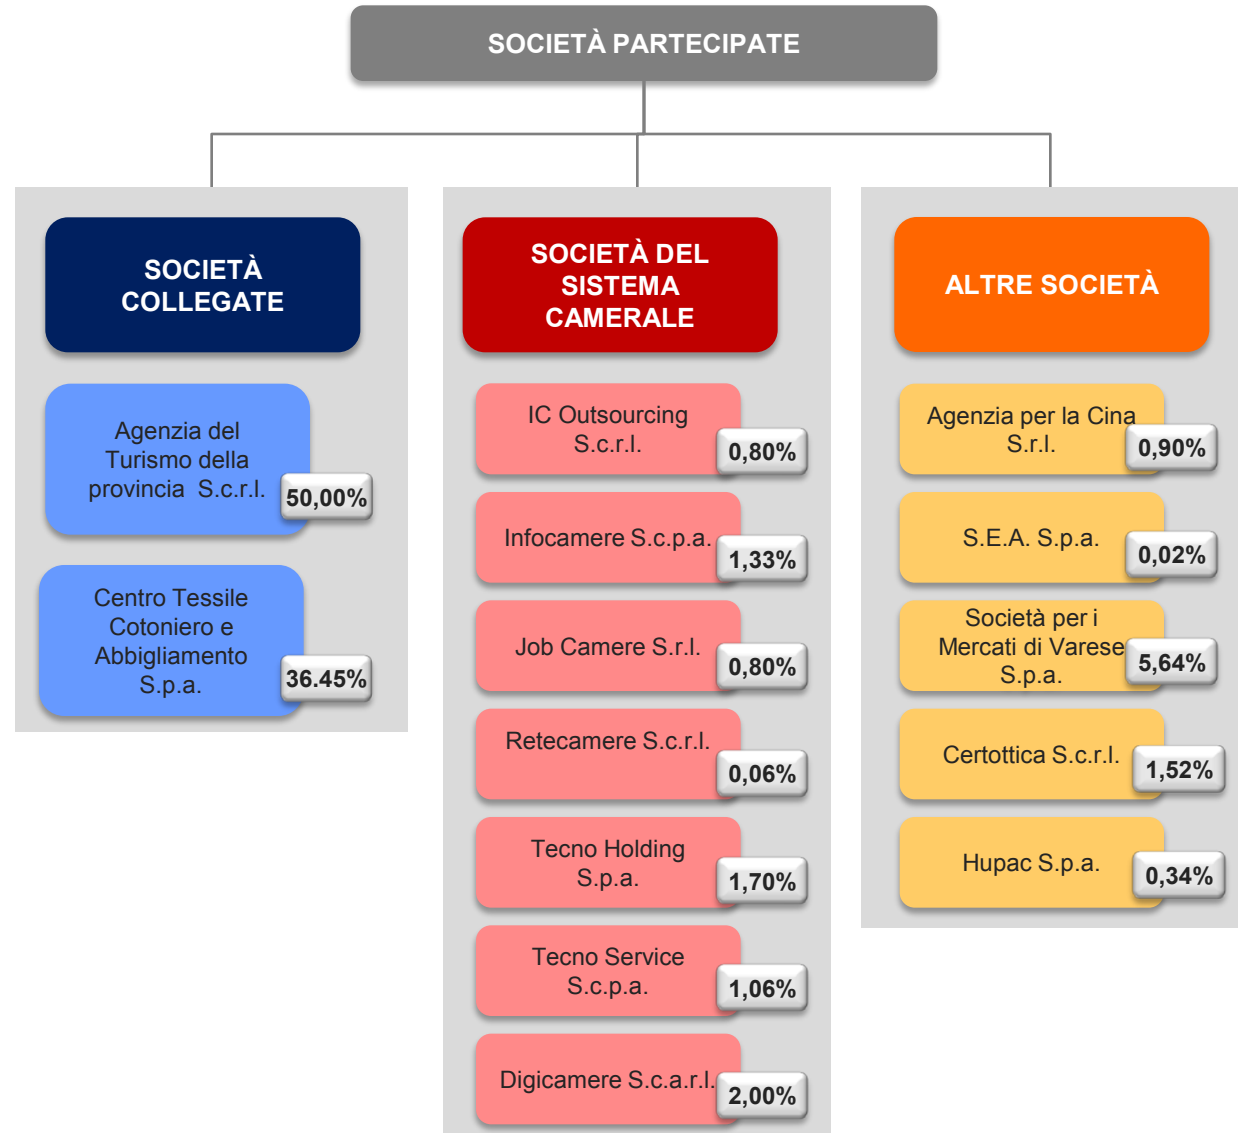 SOCIETÀ PARTECIPATE
SOCIETÀ
COLLEGATE
Agenzia del
Turismo della
provincia S.c.r.l.
50,00%
Centro Tessile
Cotoniero e
Abbigliamento
S.p.a.
36.45%
SOCIETÀ DEL
SISTEMA
CAMERALE
IC Outsourcing
S.c.r.l.
0,80%
Infocamere S.c.p.a.
1,33%
Job Camere S.r.l.
0,80%
Retecamere S.c.r.l.
0,06%
Tecno Holding
S.p.a.
1,70%
Tecno Service
S.c.p.a.
1,06%
Digicamere S.c.a.r.l.
2,00%
ALTRE SOCIETÀ
Agenzia per la Cina
S.r.l.
0,90%
S.E.A. S.p.a.
0,02%
Società per i
Mercati di Varese
S.p.a.
5,64%
Certottica S.c.r.l.
1,52%
Hupac S.p.a.
0,34%